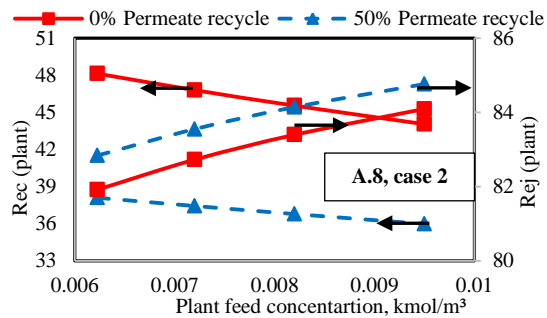 0% Permeate recycle 50% Permeate recycle
51 86
48
45 84
42
39 82
36
33 80
Rec (plant)
Rej (plant)
A.8, case 2
0.006 0.007 0.008 0.009 0.01
Plant feed concentartion, kmol/m³